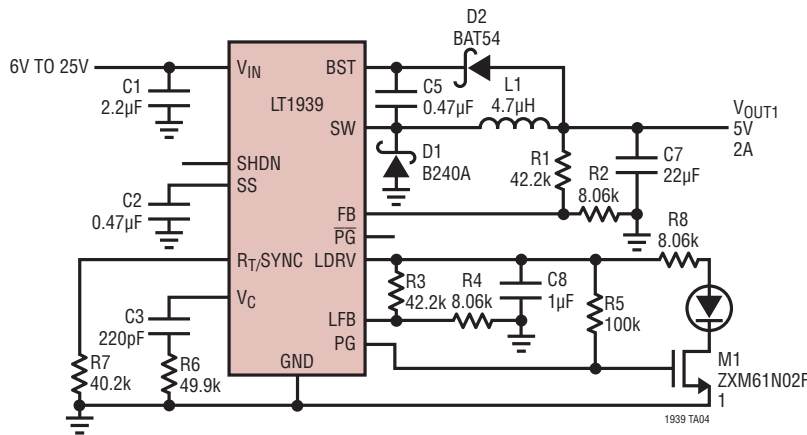 D2
BAT54
6V TO 25V
VIN
BST
C1
2.2µF
LT1939
C5
0.47µF
L1
4.7µH
VOUT1
5V
2A
SW
SHDN
SS
D1
B240A
R1
42.2k
R2
8.06k
C7
22µF
C2
0.47µF
FB
PG
R8
8.06k
RT/SYNC
LDRV
R3
42.2k
R4
8.06k
C8
1µF
R5
100k
VC
C3
220pF
LFB
PG
R7
40.2k
R6
49.9k
GND
M1
ZXM61N02F
1
1939 TA04